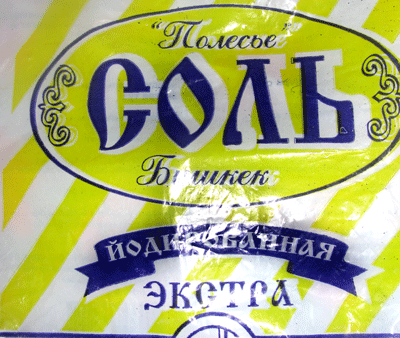 "Полесье"
СОЛЬ
Бишкек
ЙОДИРОВАННАЯ
ЭКСТРА